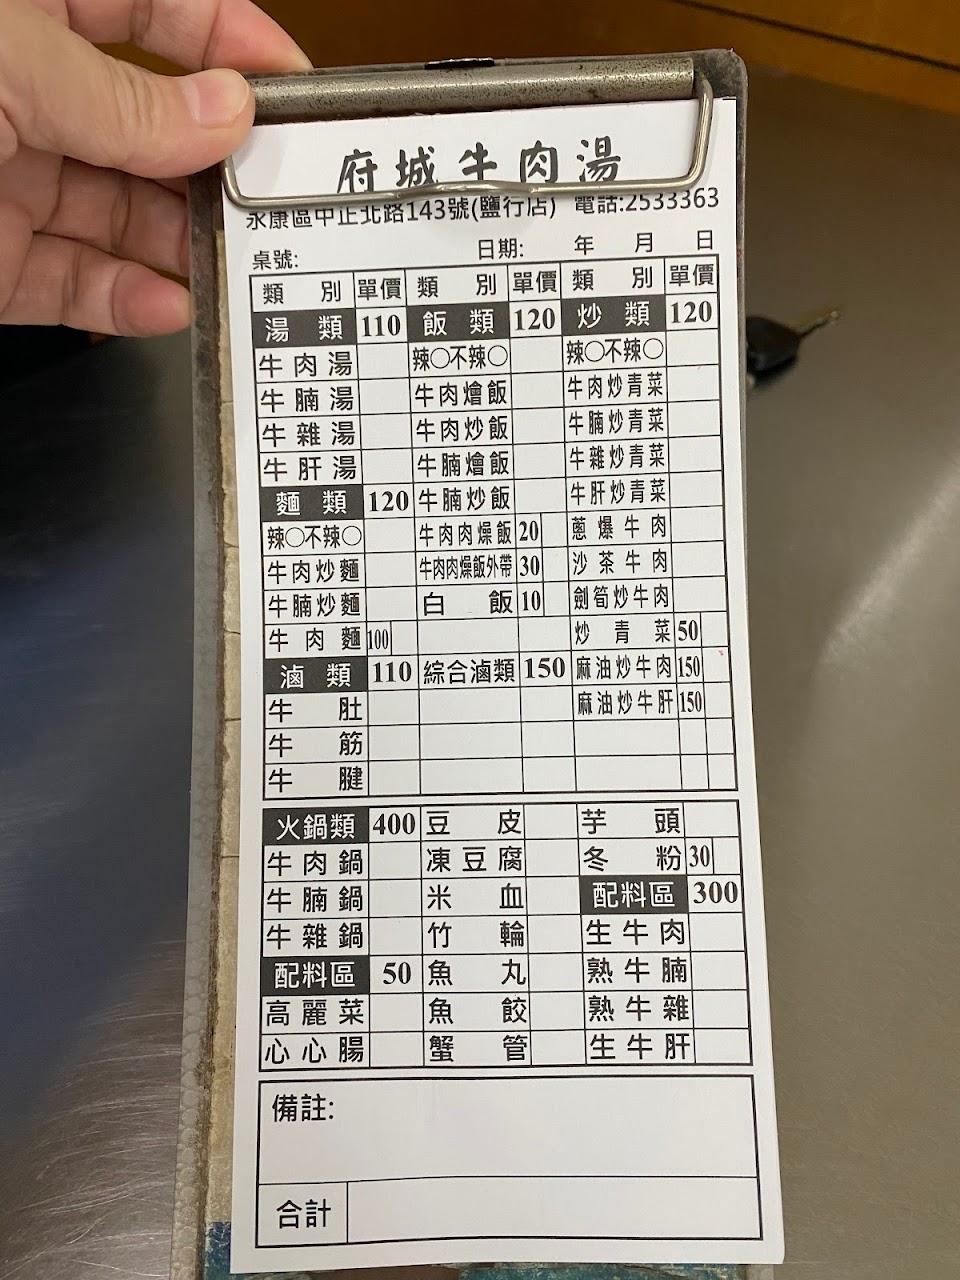 府城牛肉湯
永康區中正北路143號(鹽行店) 電話:2533363
桌號: 日期: 年 月 日
類別 單價 類別 單價 類別 單價
湯類 110 飯類 120 炒類 120
牛肉湯 辣○不辣○ 辣○不辣○
牛腩湯 牛肉燴飯 牛肉炒青菜
牛雜湯 牛肉炒飯 牛腩炒青菜
牛肝湯 牛腩燴飯 牛雜炒青菜
麵類 120 牛腩炒飯 牛肝炒青菜
辣○不辣○ 牛肉肉燥飯 20 蔥爆牛肉
牛肉炒麵 牛肉肉燥飯外帶 30 沙茶牛肉
牛腩炒麵 白飯 10 劍筍炒牛肉
牛肉麵 100 炒青菜 50
滷類 110 綜合滷類 150 麻油炒牛肉 150
牛肚 麻油炒牛肝 150
牛筋
牛腱
火鍋類 400 豆皮 芋頭
牛肉鍋 凍豆腐 冬粉 30
牛腩鍋 米血 配料區 300
牛雜鍋 竹輪 生牛肉
配料區 50 魚丸 熟牛腩
高麗菜 魚餃 熟牛雜
心心腸 蟹管 生牛肝
備註:
合計